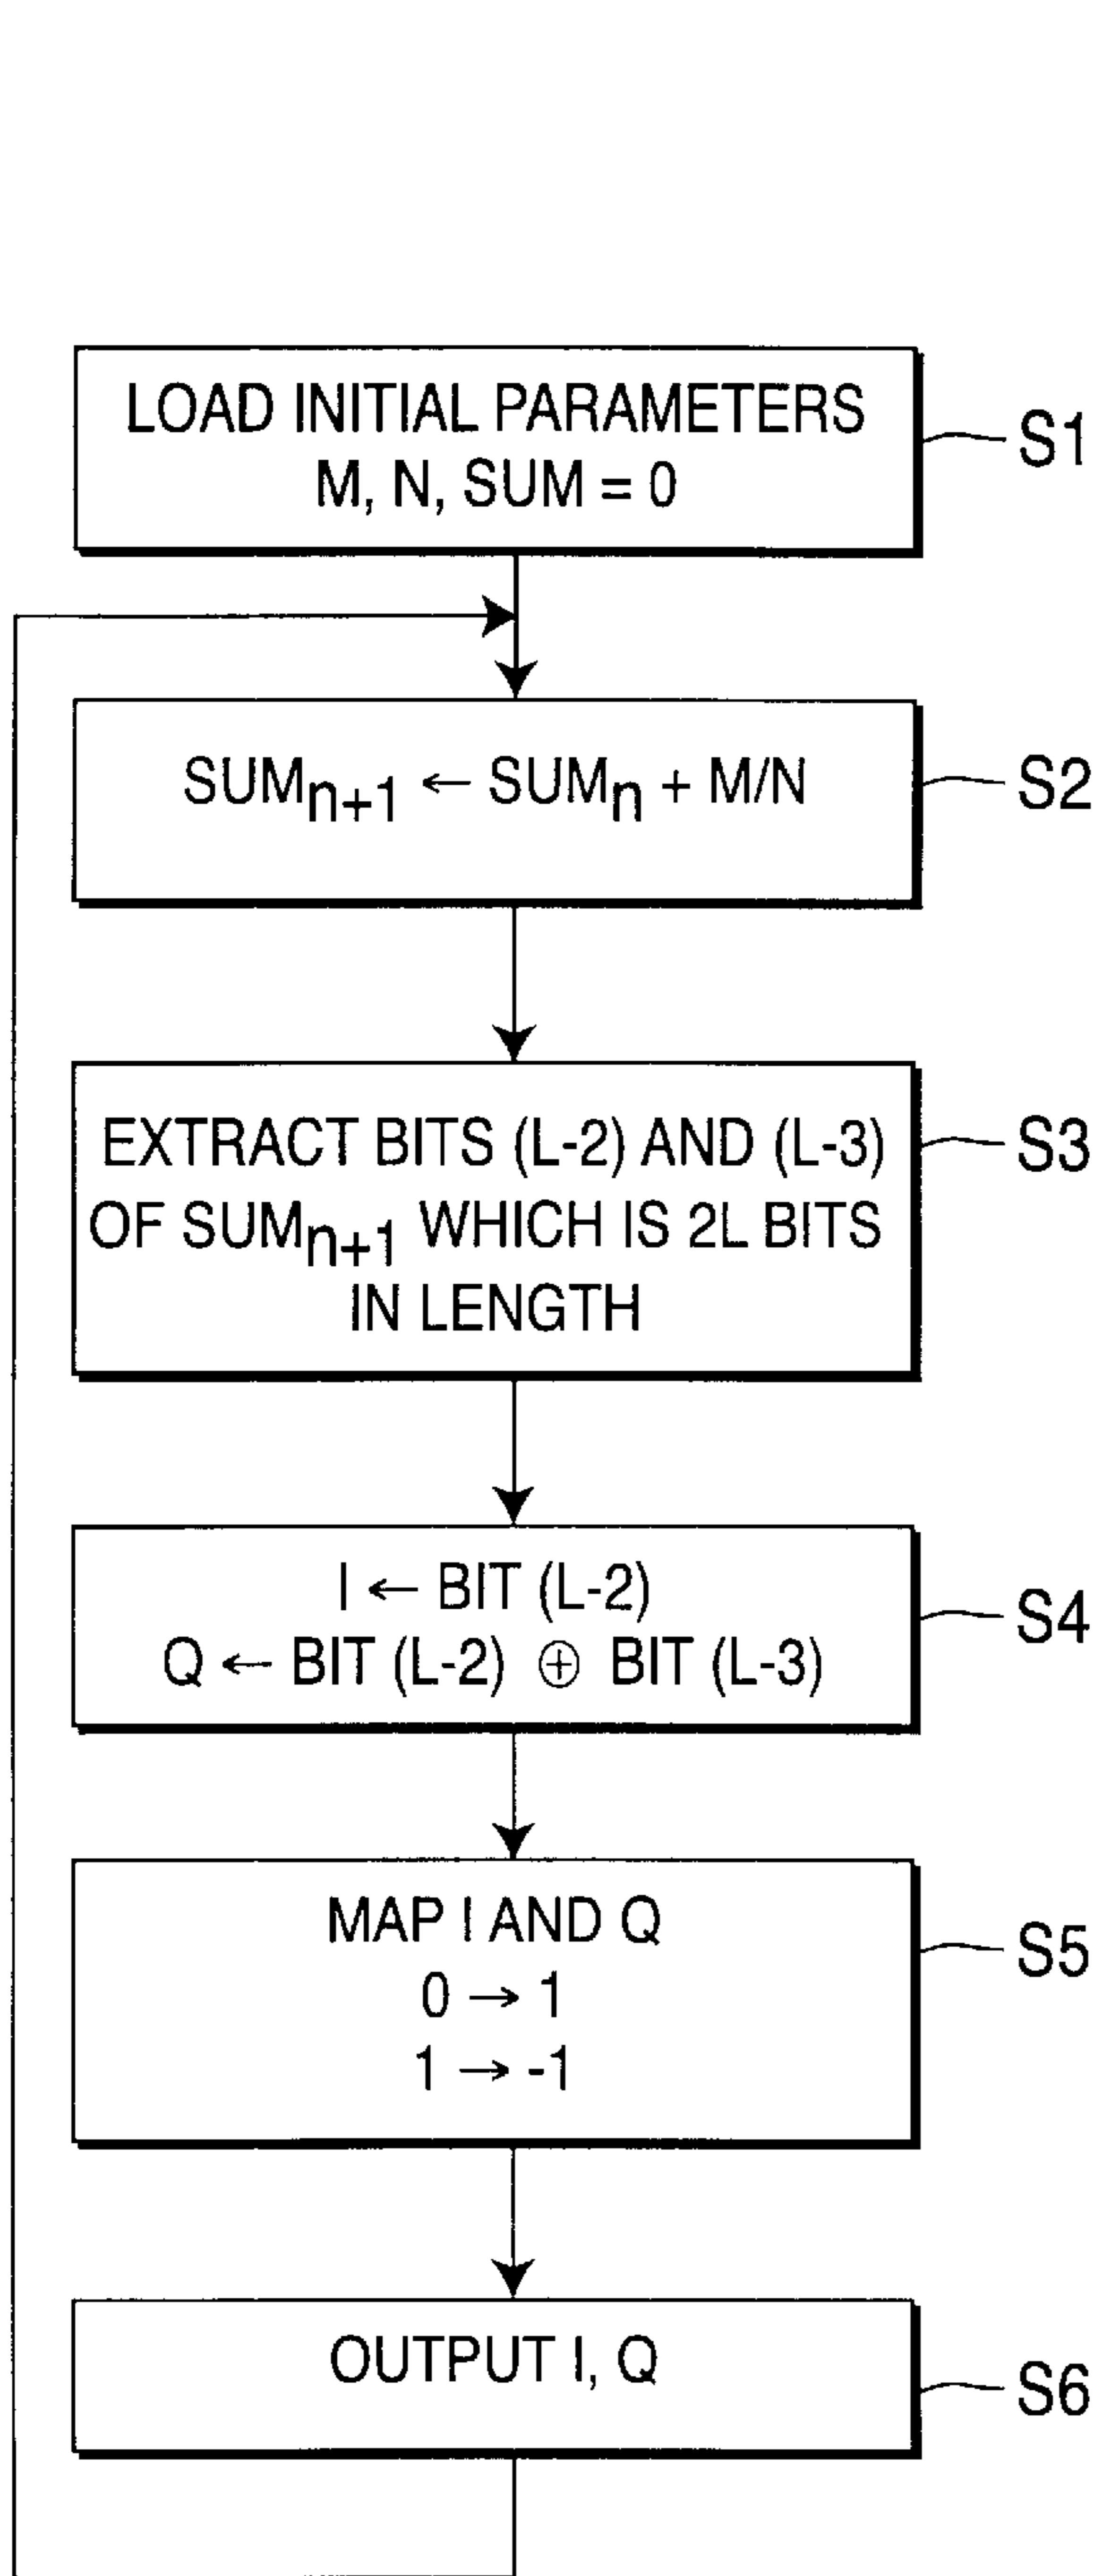 LOAD INITIAL PARAMETERS
M, N, SUM = 0
S1
SUMn+1 ← SUMn + M/N
S2
EXTRACT BITS (L-2) AND (L-3)
OF SUMn+1 WHICH IS 2L BITS
IN LENGTH
S3
I ← BIT (L-2)
Q ← BIT (L-2) ⊕ BIT (L-3)
S4
MAP I AND Q
0 → 1
1 → -1
S5
OUTPUT I, Q
S6